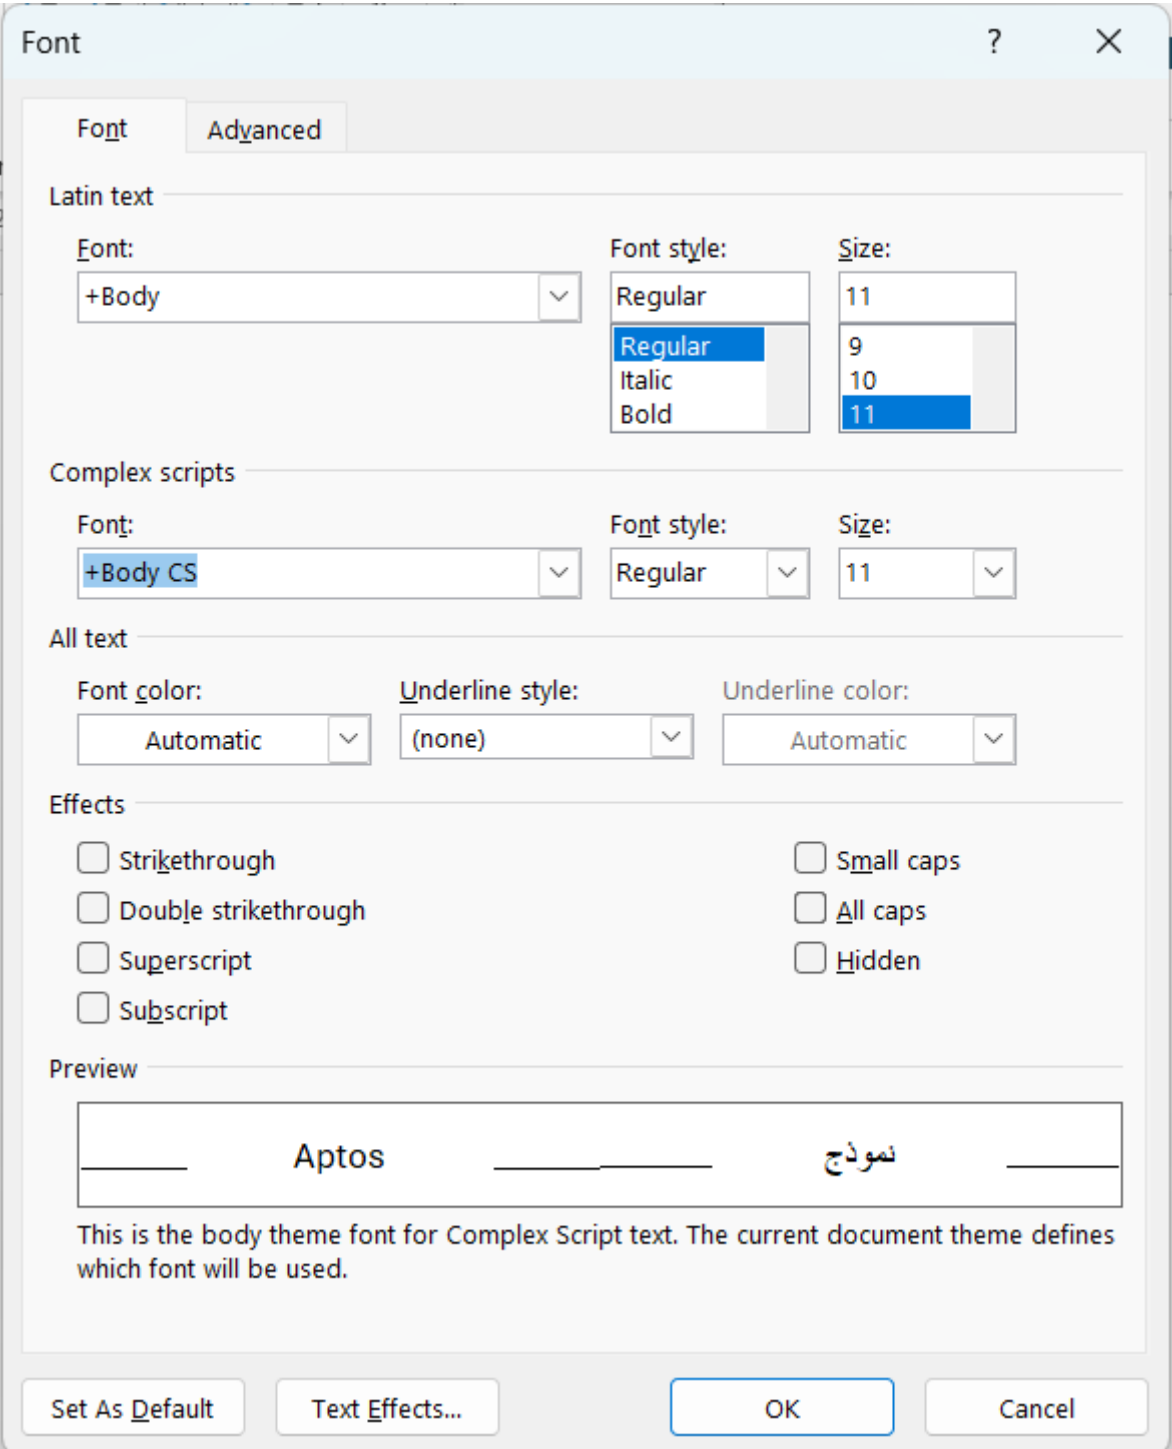 Font ?
Font Advanced
Latin text
Font: Font style: Size:
+Body Regular 11
Regular 9
Italic 10
Bold 11
Complex scripts
Font: Font style: Size:
+Body CS Regular 11
All text
Font color: Underline style: Underline color:
Automatic (none) Automatic
Effects
Strikethrough Small caps
Double strikethrough All caps
Superscript Hidden
Subscript
Preview
Aptos نموذج
This is the body theme font for Complex Script text. The current document theme defines
which font will be used.
Set As Default Text Effects... OK Cancel